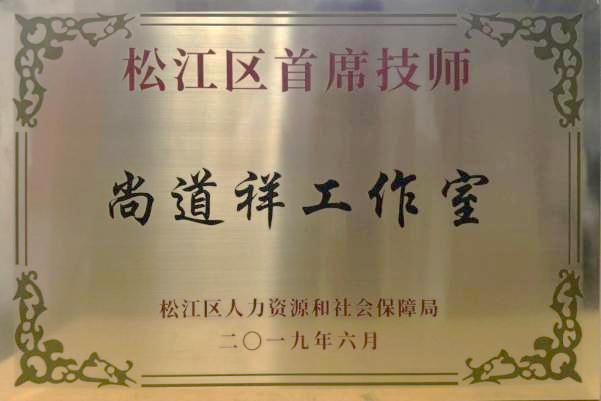 松江区首席技师
尚道祥工作室
松江区人力资源和社会保障局
二〇一九年六月